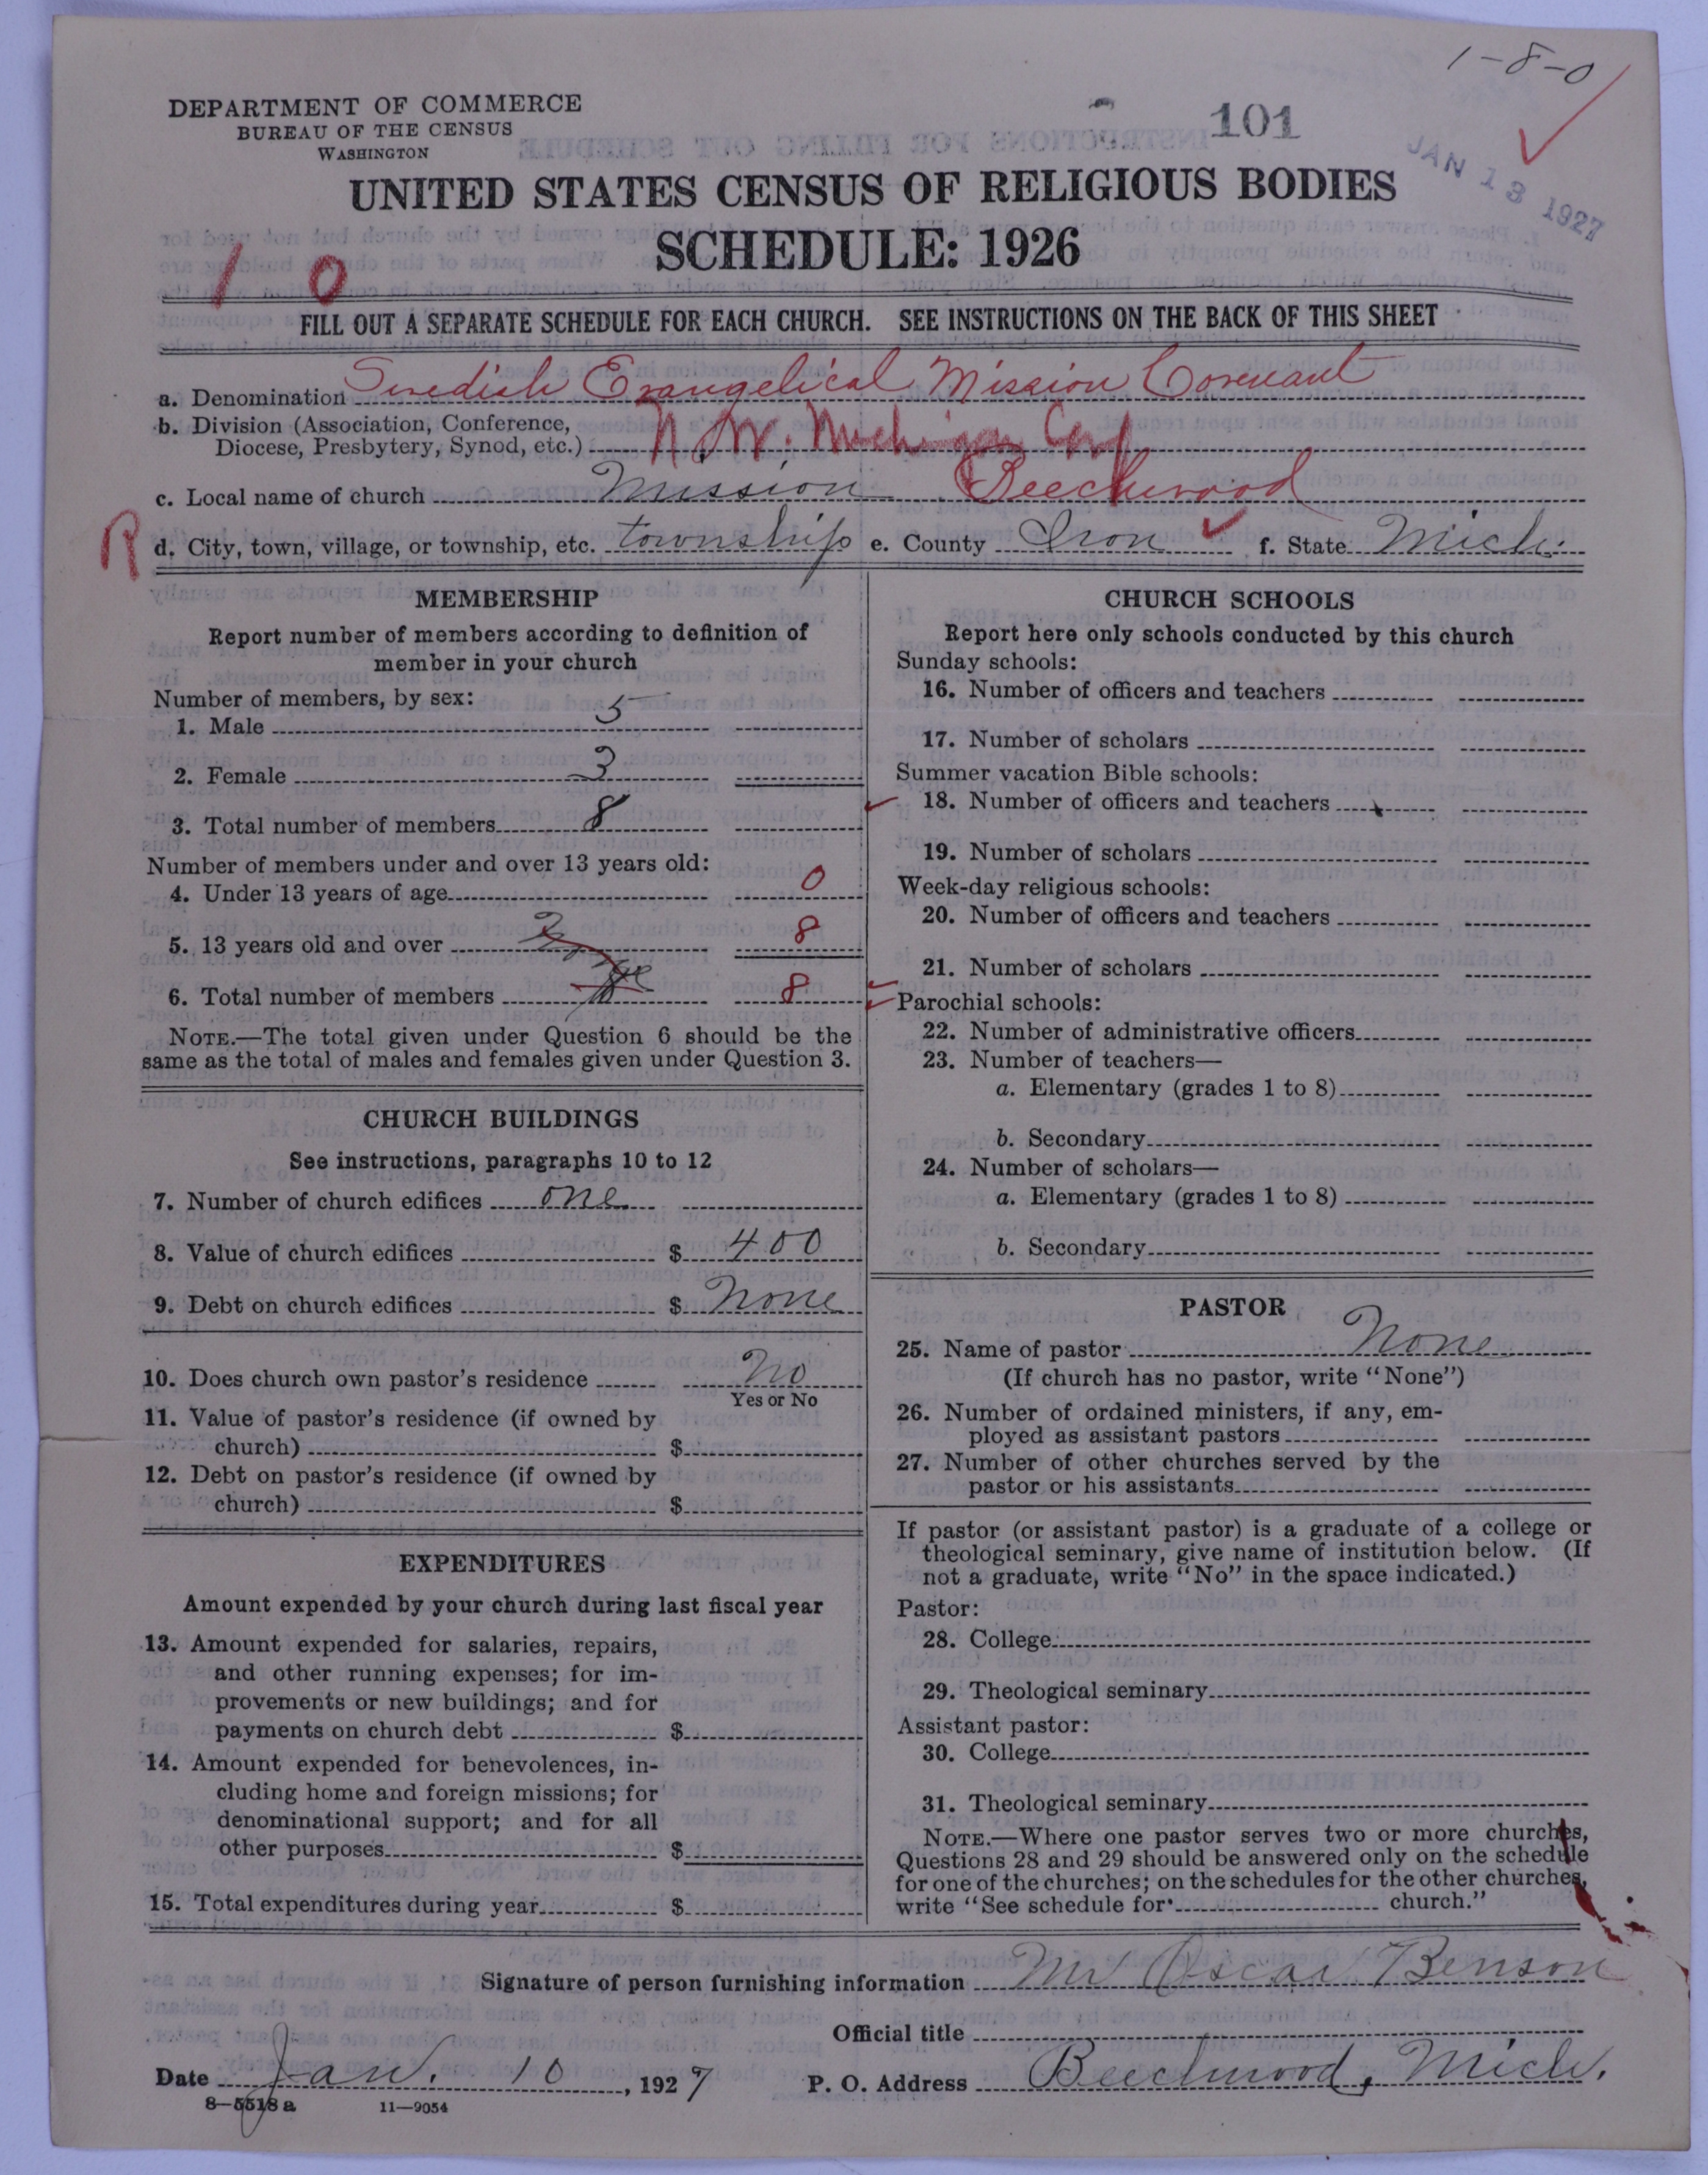 1-8-0
DEPARTMENT OF COMMERCE
BUREAU OF THE CENSUS
WASHINGTON
101
JAN 13 1927
UNITED STATES CENSUS OF RELIGIOUS BODIES
SCHEDULE: 1926
1 0
FILL OUT A SEPARATE SCHEDULE FOR EACH CHURCH. SEE INSTRUCTIONS ON THE BACK OF THIS SHEET
a. Denomination Swedish Evangelical Mission Covenant
b. Division (Association, Conference,
Diocese, Presbytery, Synod, etc.) N. W. Michigan Conf
c. Local name of church Mission Beechwood
R d. City, town, village, or township, etc. township e. County Iron f. State Mich.
MEMBERSHIP
Report number of members according to definition of
member in your church
Number of members, by sex:
1. Male 5
2. Female 3
3. Total number of members 8
Number of members under and over 13 years old:
4. Under 13 years of age 0
5. 13 years old and over 2 8
6. Total number of members 8
NOTE.—The total given under Question 6 should be the
same as the total of males and females given under Question 3.
CHURCH BUILDINGS
See instructions, paragraphs 10 to 12
7. Number of church edifices one
8. Value of church edifices $ 400
9. Debt on church edifices $ None
10. Does church own pastor's residence No
Yes or No
11. Value of pastor's residence (if owned by
church) $
12. Debt on pastor's residence (if owned by
church) $
EXPENDITURES
Amount expended by your church during last fiscal year
13. Amount expended for salaries, repairs,
and other running expenses; for im-
provements or new buildings; and for
payments on church debt $
14. Amount expended for benevolences, in-
cluding home and foreign missions; for
denominational support; and for all
other purposes $
15. Total expenditures during year $
CHURCH SCHOOLS
Report here only schools conducted by this church
Sunday schools:
16. Number of officers and teachers
17. Number of scholars
Summer vacation Bible schools:
18. Number of officers and teachers
19. Number of scholars
Week-day religious schools:
20. Number of officers and teachers
21. Number of scholars
Parochial schools:
22. Number of administrative officers
23. Number of teachers—
a. Elementary (grades 1 to 8)
b. Secondary
24. Number of scholars—
a. Elementary (grades 1 to 8)
b. Secondary
PASTOR
25. Name of pastor None
(If church has no pastor, write "None")
26. Number of ordained ministers, if any, em-
ployed as assistant pastors
27. Number of other churches served by the
pastor or his assistants
If pastor (or assistant pastor) is a graduate of a college or
theological seminary, give name of institution below. (If
not a graduate, write "No" in the space indicated.)
Pastor:
28. College
29. Theological seminary
Assistant pastor:
30. College
31. Theological seminary
NOTE.—Where one pastor serves two or more churches,
Questions 28 and 29 should be answered only on the schedule
for one of the churches; on the schedules for the other churches,
write "See schedule for church."
Signature of person furnishing information Mr Oscar Benson
Official title
Date Jan. 10, 1927 P. O. Address Beechwood, Mich.
8—5518 a 11—9054